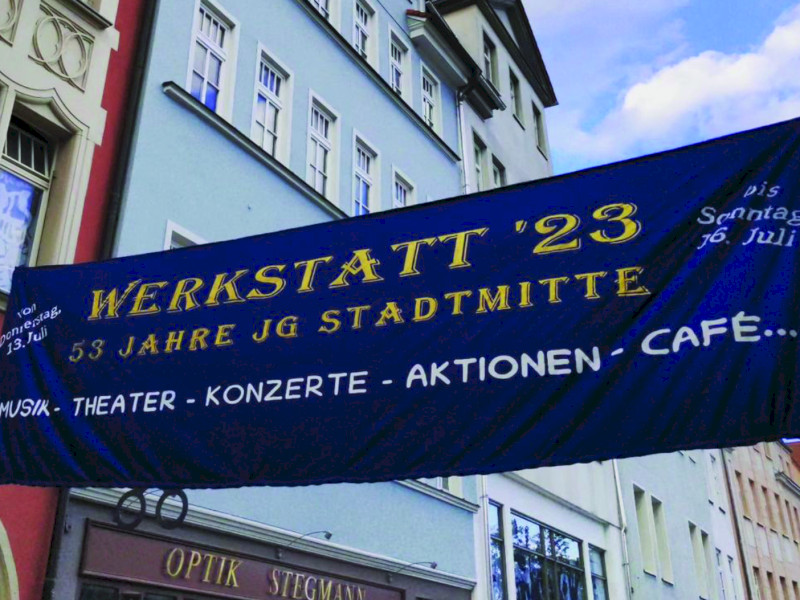 von
Donnerstag,
13. Juli
WERKSTATT '23
53 JAHRE JG STADTMITTE
bis
Sonntag
16. Juli
MUSIK - THEATER - KONZERTE - AKTIONEN - CAFÉ...
OPTIK STEGMANN